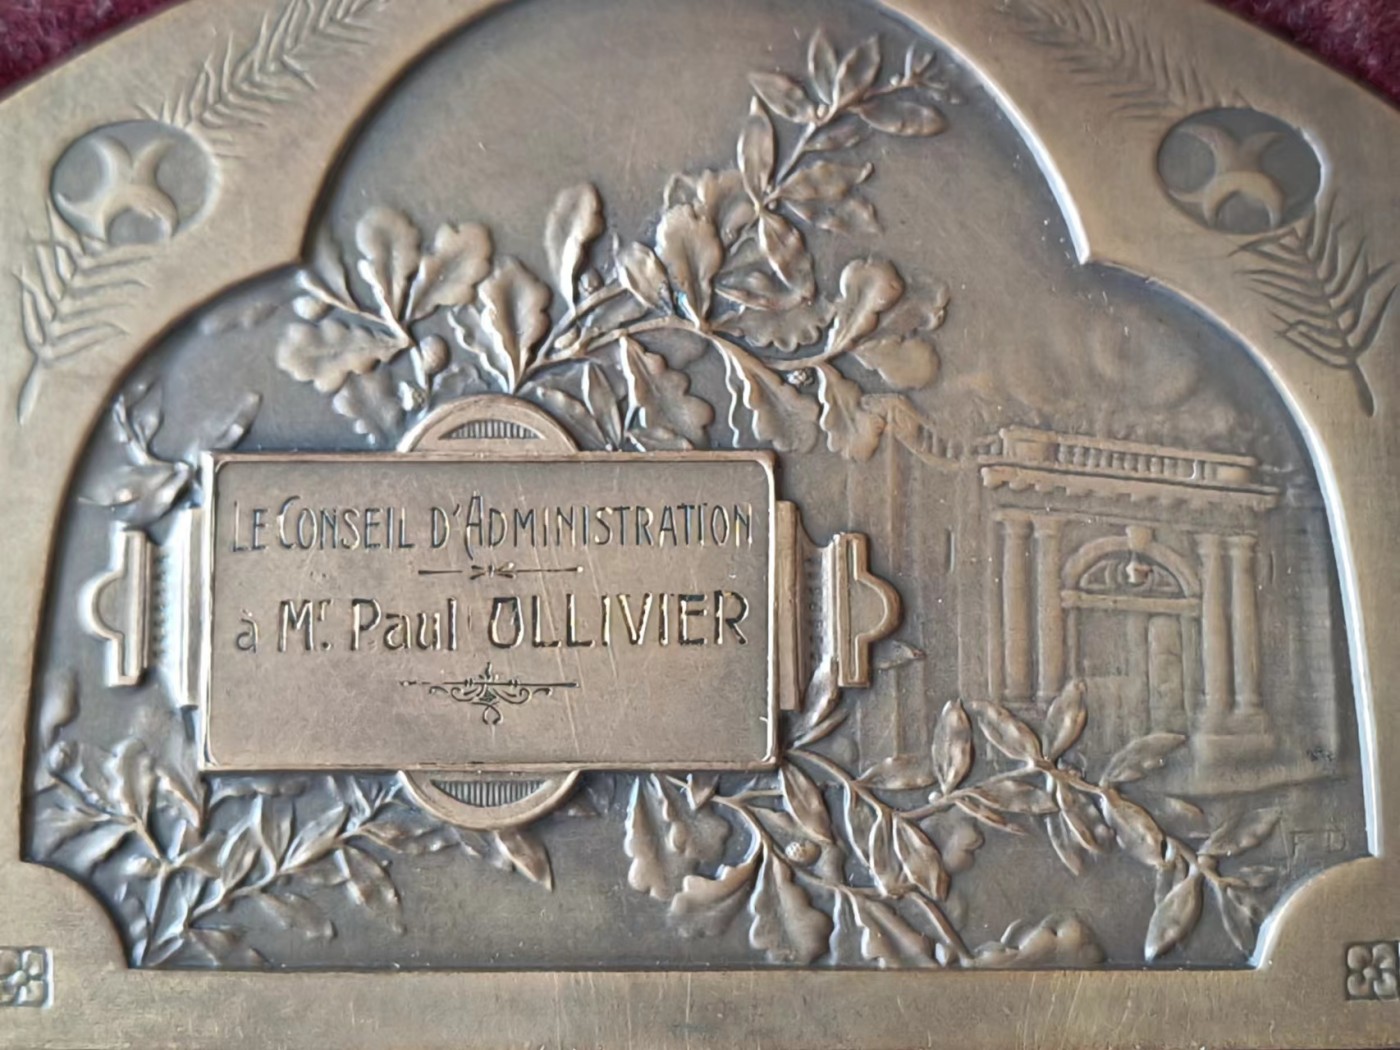 LE CONSEIL D'ADMINISTRATION
à Mr. Paul OLLIVIER